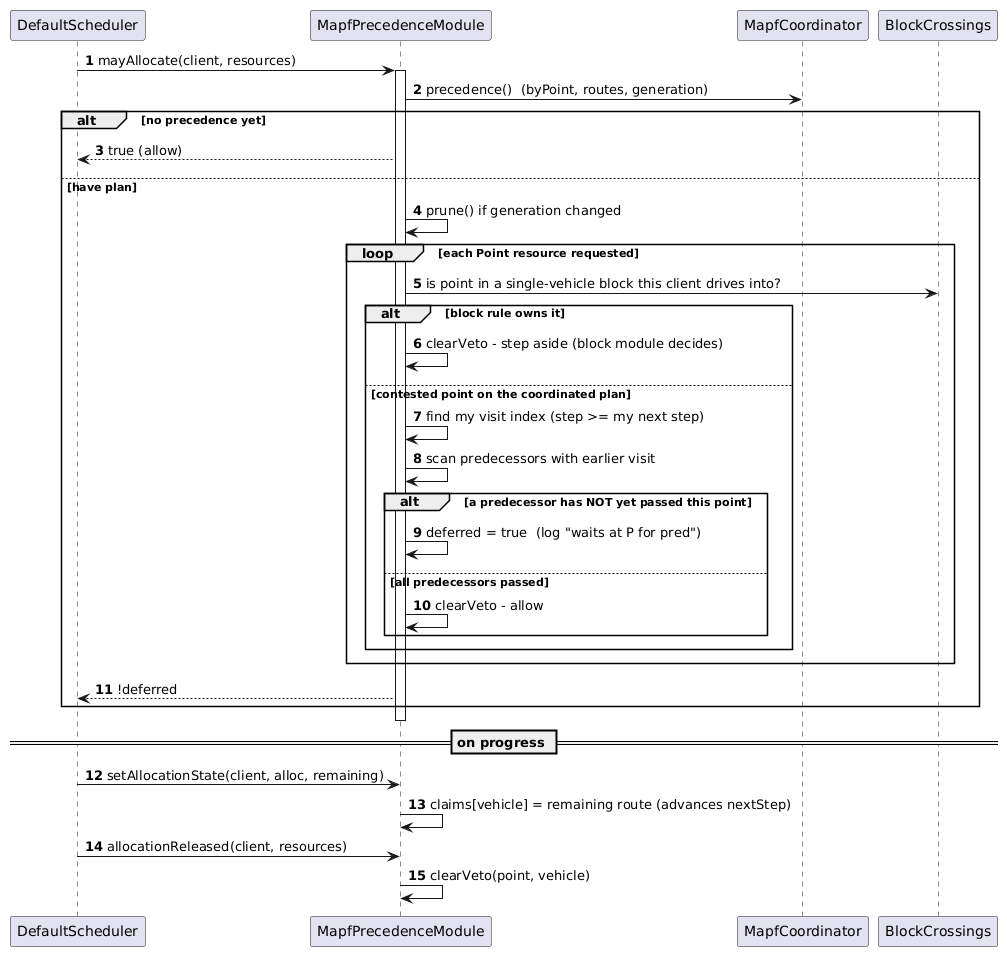 DefaultScheduler MapfPrecedenceModule MapfCoordinator BlockCrossings
1 mayAllocate(client, resources)
2 precedence() (byPoint, routes, generation)
alt [no precedence yet]
3 true (allow)
[have plan]
4 prune() if generation changed
loop [each Point resource requested]
5 is point in a single-vehicle block this client drives into?
alt [block rule owns it]
6 clearVeto - step aside (block module decides)
[contested point on the coordinated plan]
7 find my visit index (step >= my next step)
8 scan predecessors with earlier visit
alt [a predecessor has NOT yet passed this point]
9 deferred = true (log "waits at P for pred")
[all predecessors passed]
10 clearVeto - allow
11 !deferred
on progress
12 setAllocationState(client, alloc, remaining)
13 claims[vehicle] = remaining route (advances nextStep)
14 allocationReleased(client, resources)
15 clearVeto(point, vehicle)
DefaultScheduler MapfPrecedenceModule MapfCoordinator BlockCrossings